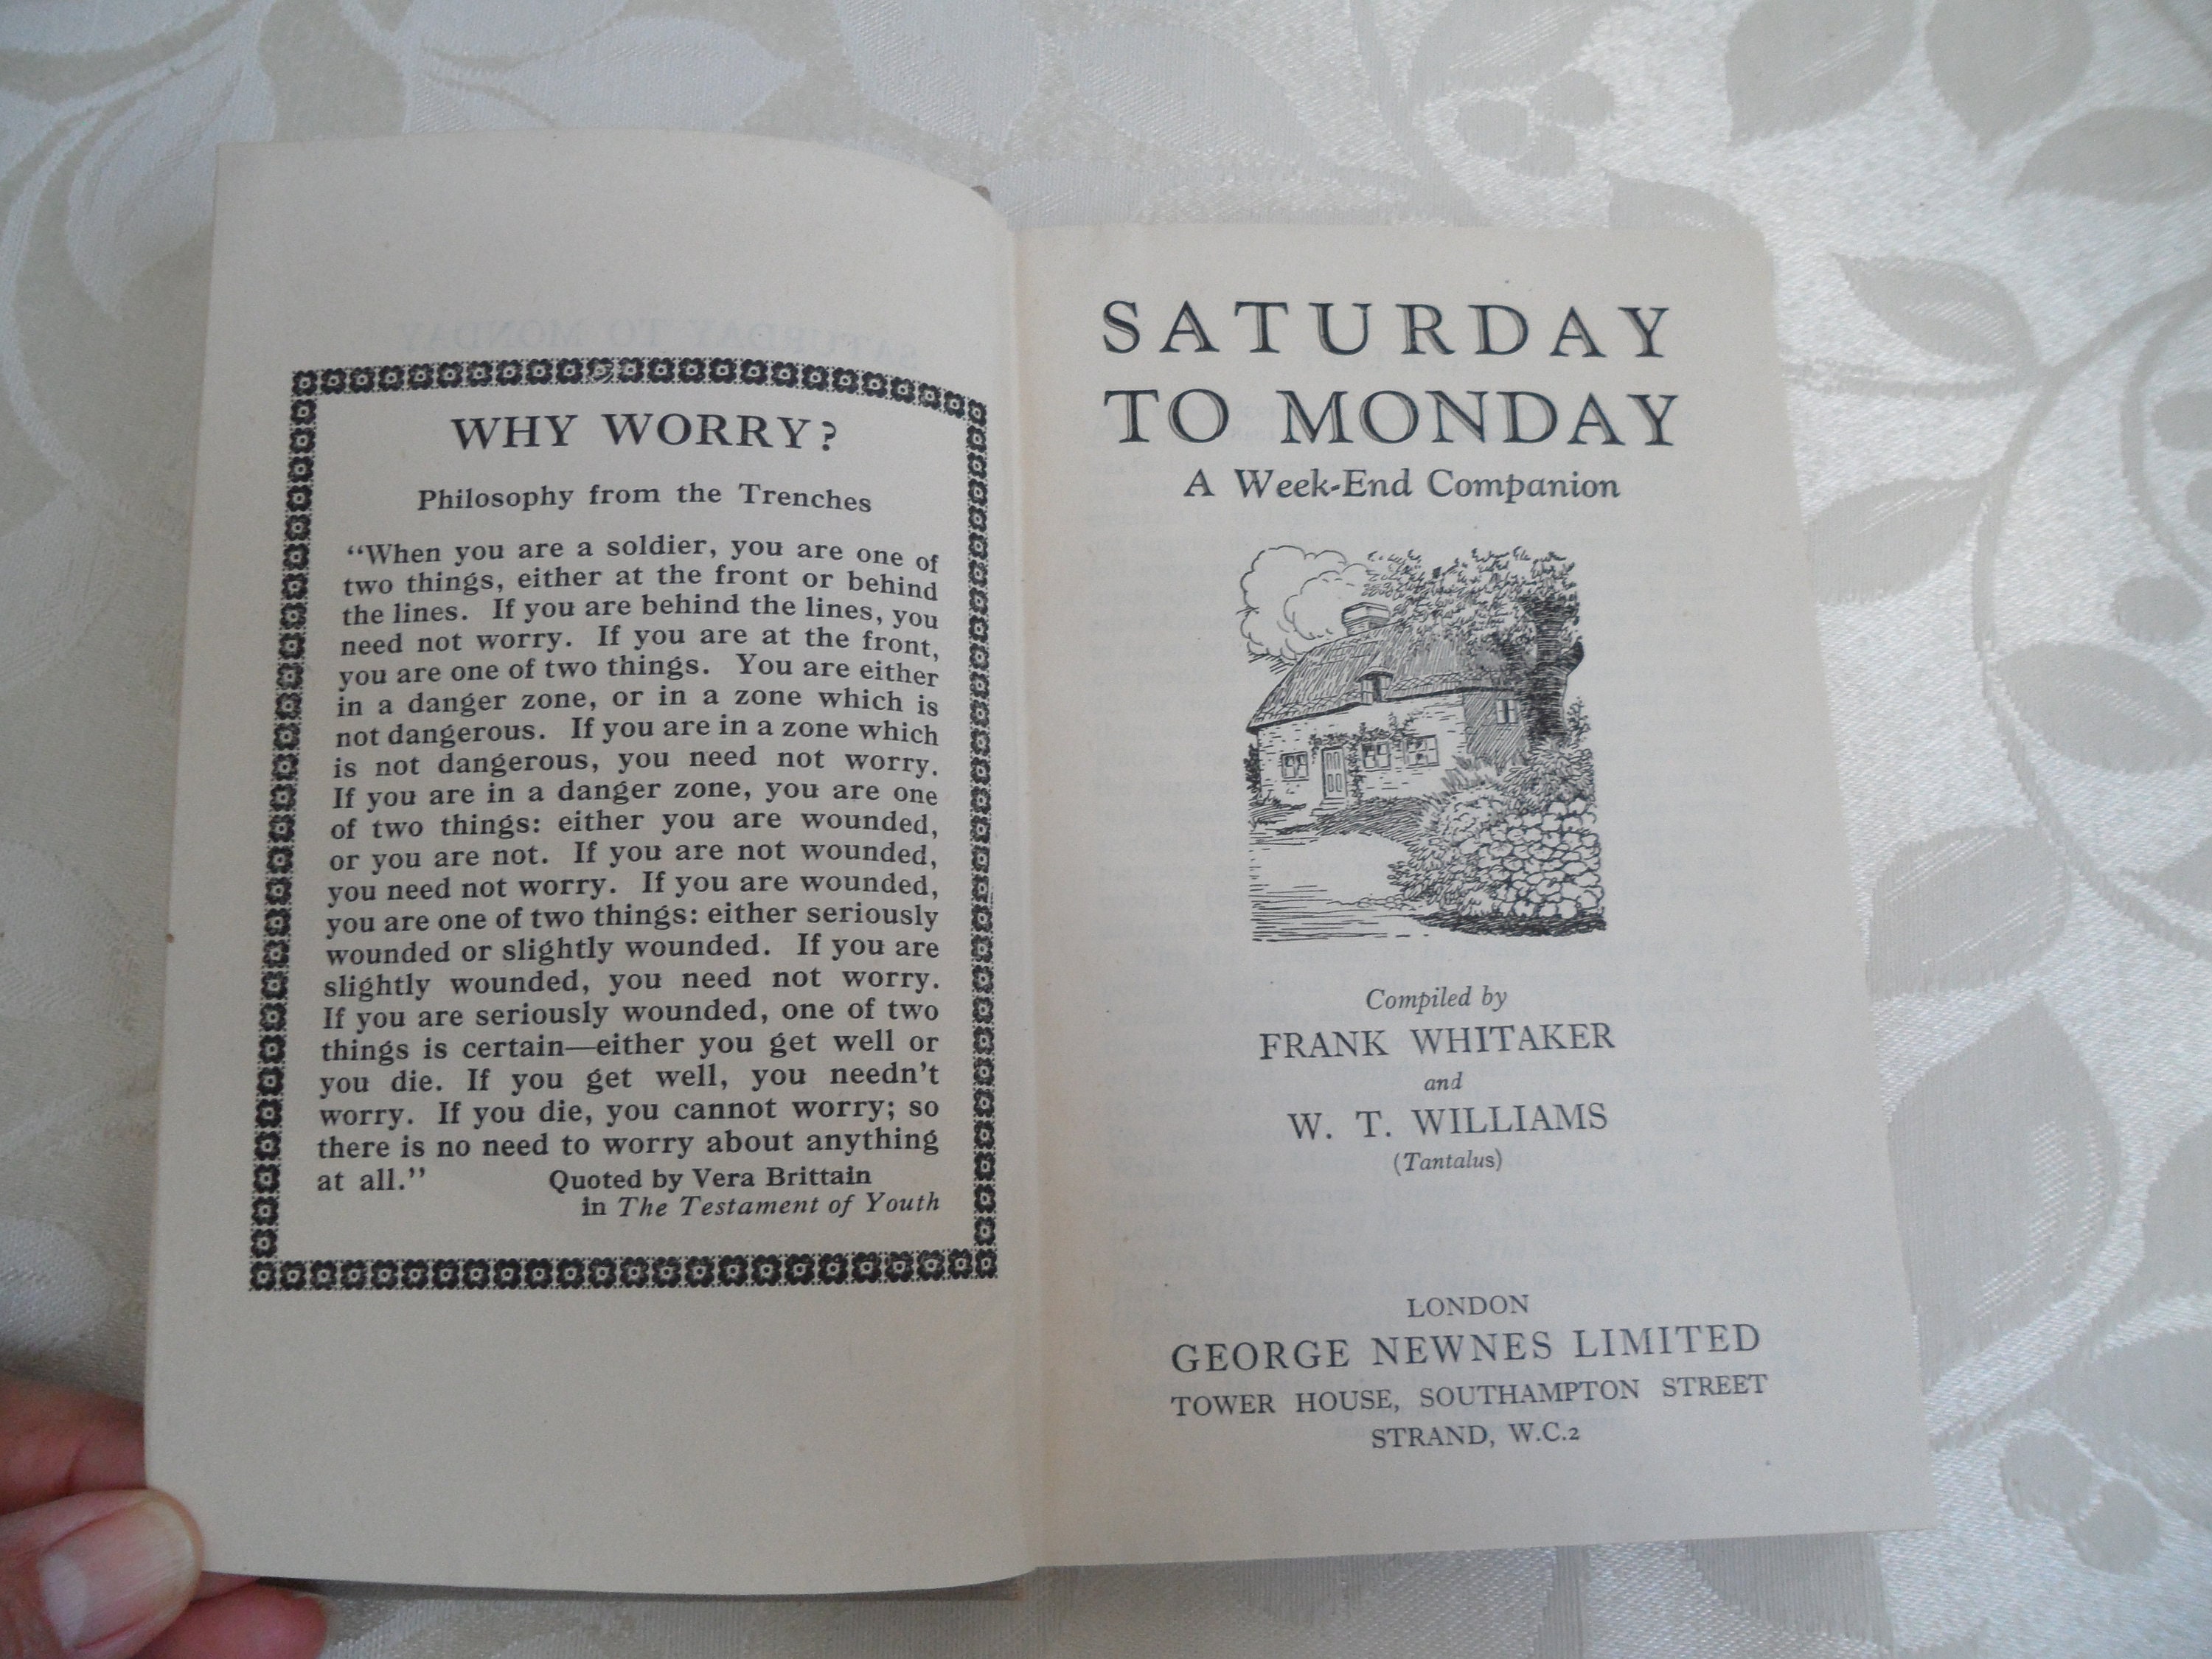 WHY WORRY?
Philosophy from the Trenches
“When you are a soldier, you are one of
two things, either at the front or behind
the lines. If you are behind the lines, you
need not worry. If you are at the front,
you are one of two things. You are either
in a danger zone, or in a zone which is
not dangerous. If you are in a zone which
is not dangerous, you need not worry.
If you are in a danger zone, you are one
of two things: either you are wounded,
or you are not. If you are not wounded,
you need not worry. If you are wounded,
you are one of two things: either seriously
wounded or slightly wounded. If you are
slightly wounded, you need not worry.
If you are seriously wounded, one of two
things is certain—either you get well or
you die. If you get well, you needn't
worry. If you die, you cannot worry; so
there is no need to worry about anything
at all.” Quoted by Vera Brittain
in The Testament of Youth
SATURDAY
TO MONDAY
A Week-End Companion
Compiled by
FRANK WHITAKER
and
W. T. WILLIAMS
(Tantalus)
LONDON
GEORGE NEWNES LIMITED
TOWER HOUSE, SOUTHAMPTON STREET
STRAND, W.C.2